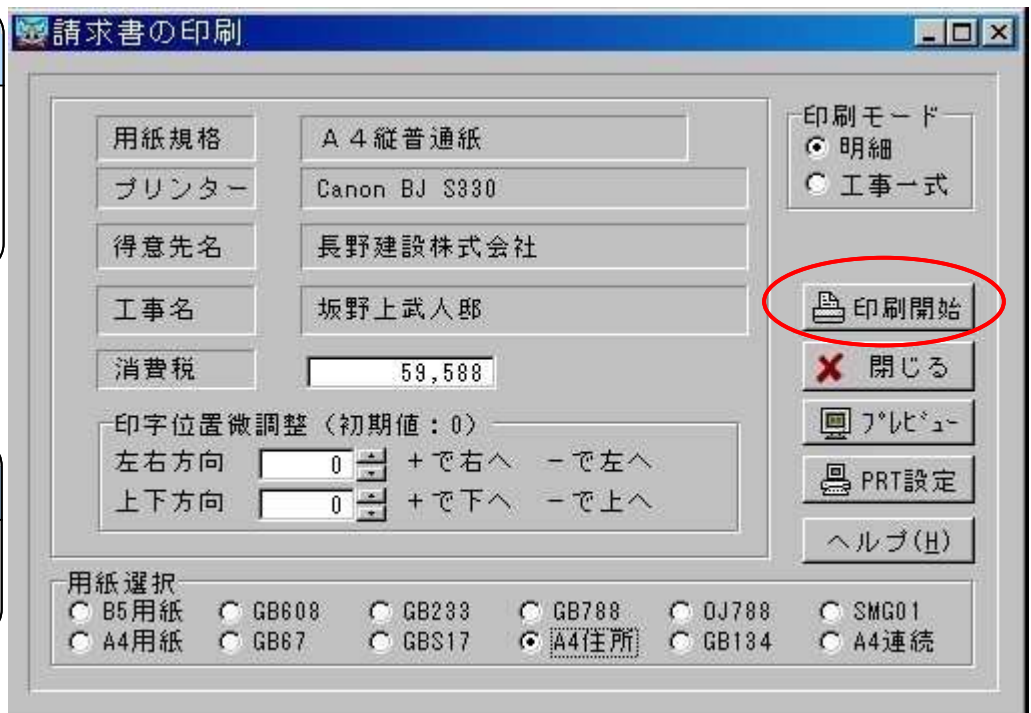 請求書の印刷
用紙規格 A4縦普通紙
プリンター Canon BJ S330
得意先名 長野建設株式会社
工事名 坂野上武人邸
消費税 59,588
印字位置微調整(初期値:0)
左右方向 0 +で右へ -で左へ
上下方向 0 +で下へ -で上へ
印刷モード
明細
工事一式
印刷開始
閉じる
プレビュー
PRT設定
ヘルプ(H)
用紙選択
B5用紙 GB608 GB233 GB788 OJ788 SMG01
A4用紙 GB67 GBS17 A4住所 GB134 A4連続